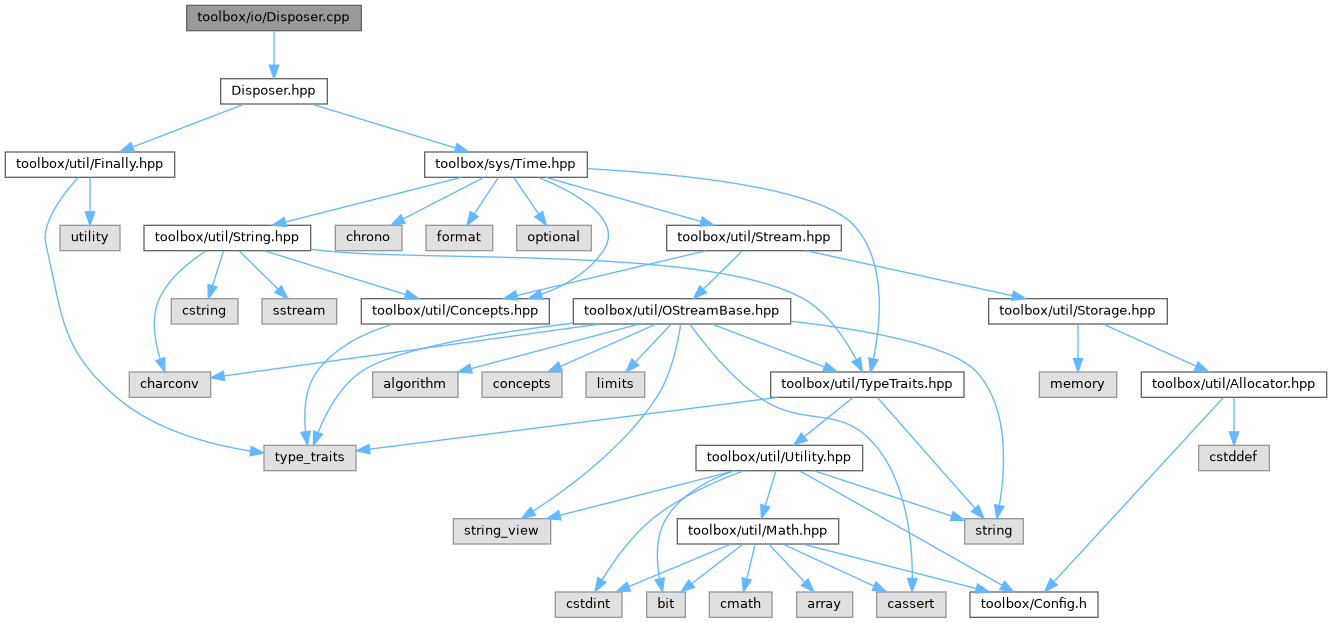 toolbox/io/Disposer.cpp
Disposer.hpp
toolbox/util/Finally.hpp
toolbox/sys/Time.hpp
utility
toolbox/util/String.hpp
chrono
format
optional
toolbox/util/Stream.hpp
cstring
sstream
toolbox/util/Concepts.hpp
toolbox/util/OStreamBase.hpp
toolbox/util/Storage.hpp
charconv
algorithm
concepts
limits
toolbox/util/TypeTraits.hpp
memory
toolbox/util/Allocator.hpp
type_traits
toolbox/util/Utility.hpp
cstddef
string_view
toolbox/util/Math.hpp
string
cstdint
bit
cmath
array
cassert
toolbox/Config.h